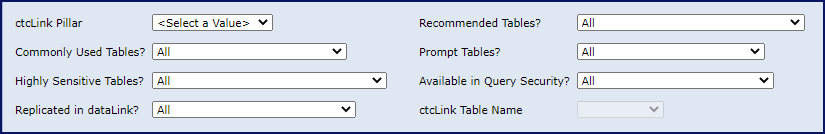 ctcLink Pillar <Select a Value> Recommended Tables? All
Commonly Used Tables? All Prompt Tables? All
Highly Sensitive Tables? All Available in Query Security? All
Replicated in dataLink? All ctcLink Table Name